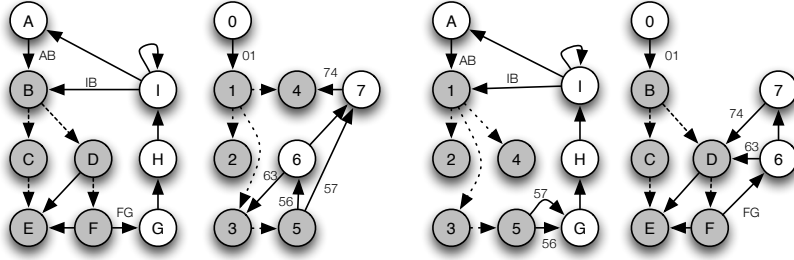 A 0 A 0
AB 01 AB 01
B IB I 1 4 74 7 1 IB I B 74 7
C D H 2 6 2 4 H C D 63 6
63 56 57 57 FG
E F FG G 3 5 3 5 56 G E F